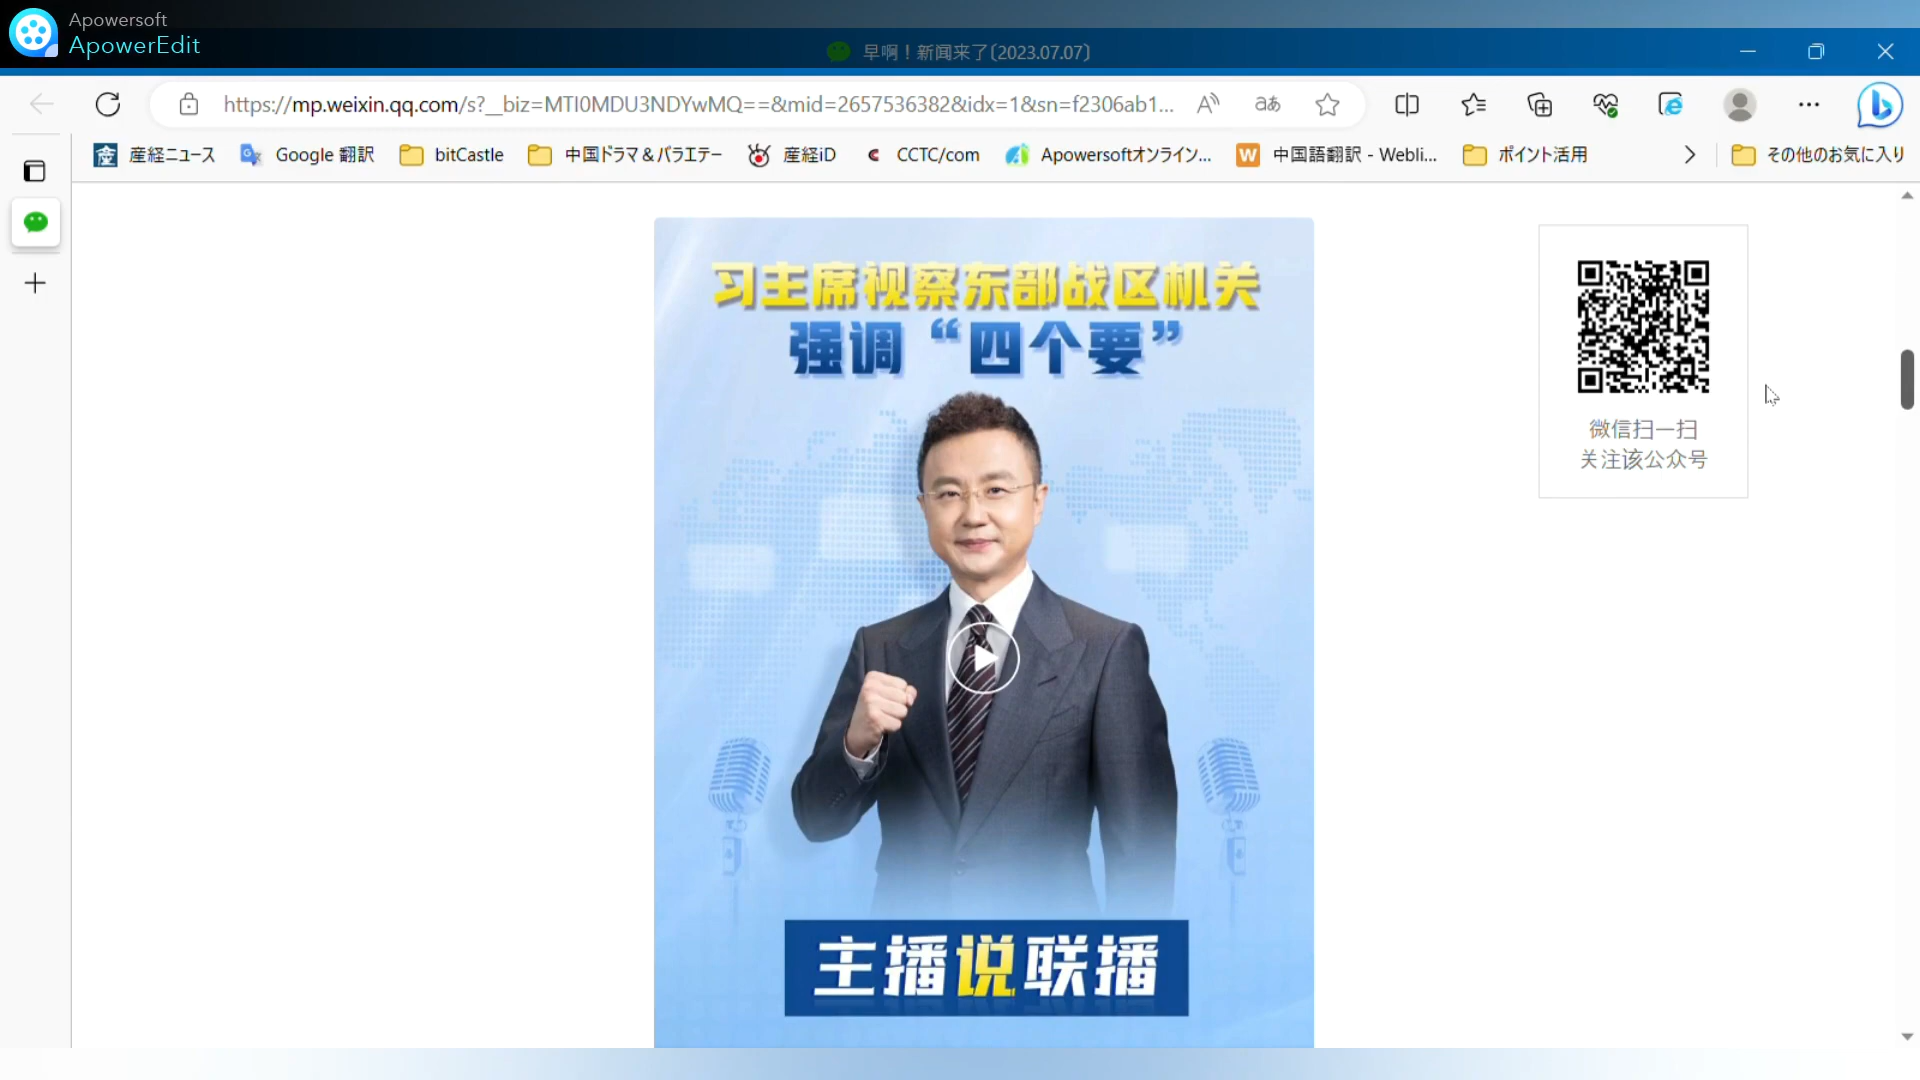 Apowersoft
ApowerEdit
早啊！新闻来了〔2023.07.07〕
https://mp.weixin.qq.com/s?__biz=MTI0MDU3NDYwMQ==&mid=2657536382&idx=1&sn=f2306ab1...
産経ニュース
Google 翻訳
bitCastle
中国ドラマ＆バラエテー
産経iD
CCTC/com
Apowersoftオンライン...
中国語翻訳 - Webli...
ポイント活用
その他のお気に入り
习主席视察东部战区机关
强调“四个要”
微信扫一扫
关注该公众号
主播说联播